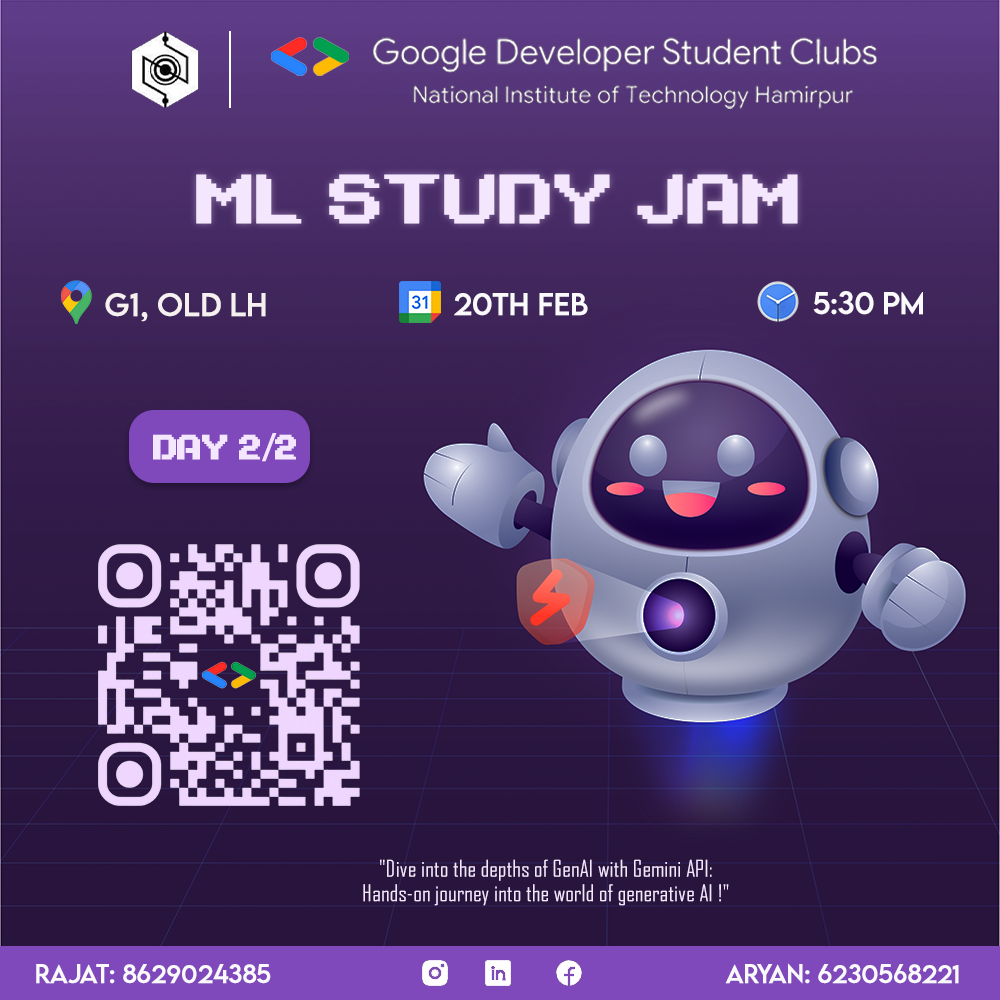 Google Developer Student Clubs
National Institute of Technology Hamirpur
ML STUDY JAM
G1, OLD LH
31 20TH FEB
5:30 PM
DAY 2/2
"Dive into the depths of GenAI with Gemini API:
Hands-on journey into the world of generative AI !"
RAJAT: 8629024385
in
ARYAN: 6230568221